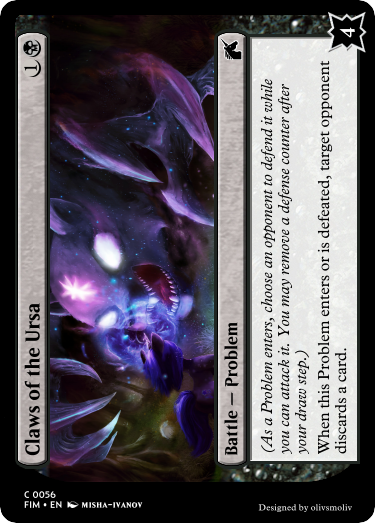 Claws of the Ursa
Battle — Problem
4
(As a Problem enters, choose an opponent to defend it while
you can attack it. You may remove a defense counter after
your draw step.)
When this Problem enters or is defeated, target opponent
discards a card.
C 0056
FIM • EN MISHA-IVANOV
Designed by olivsmoliv